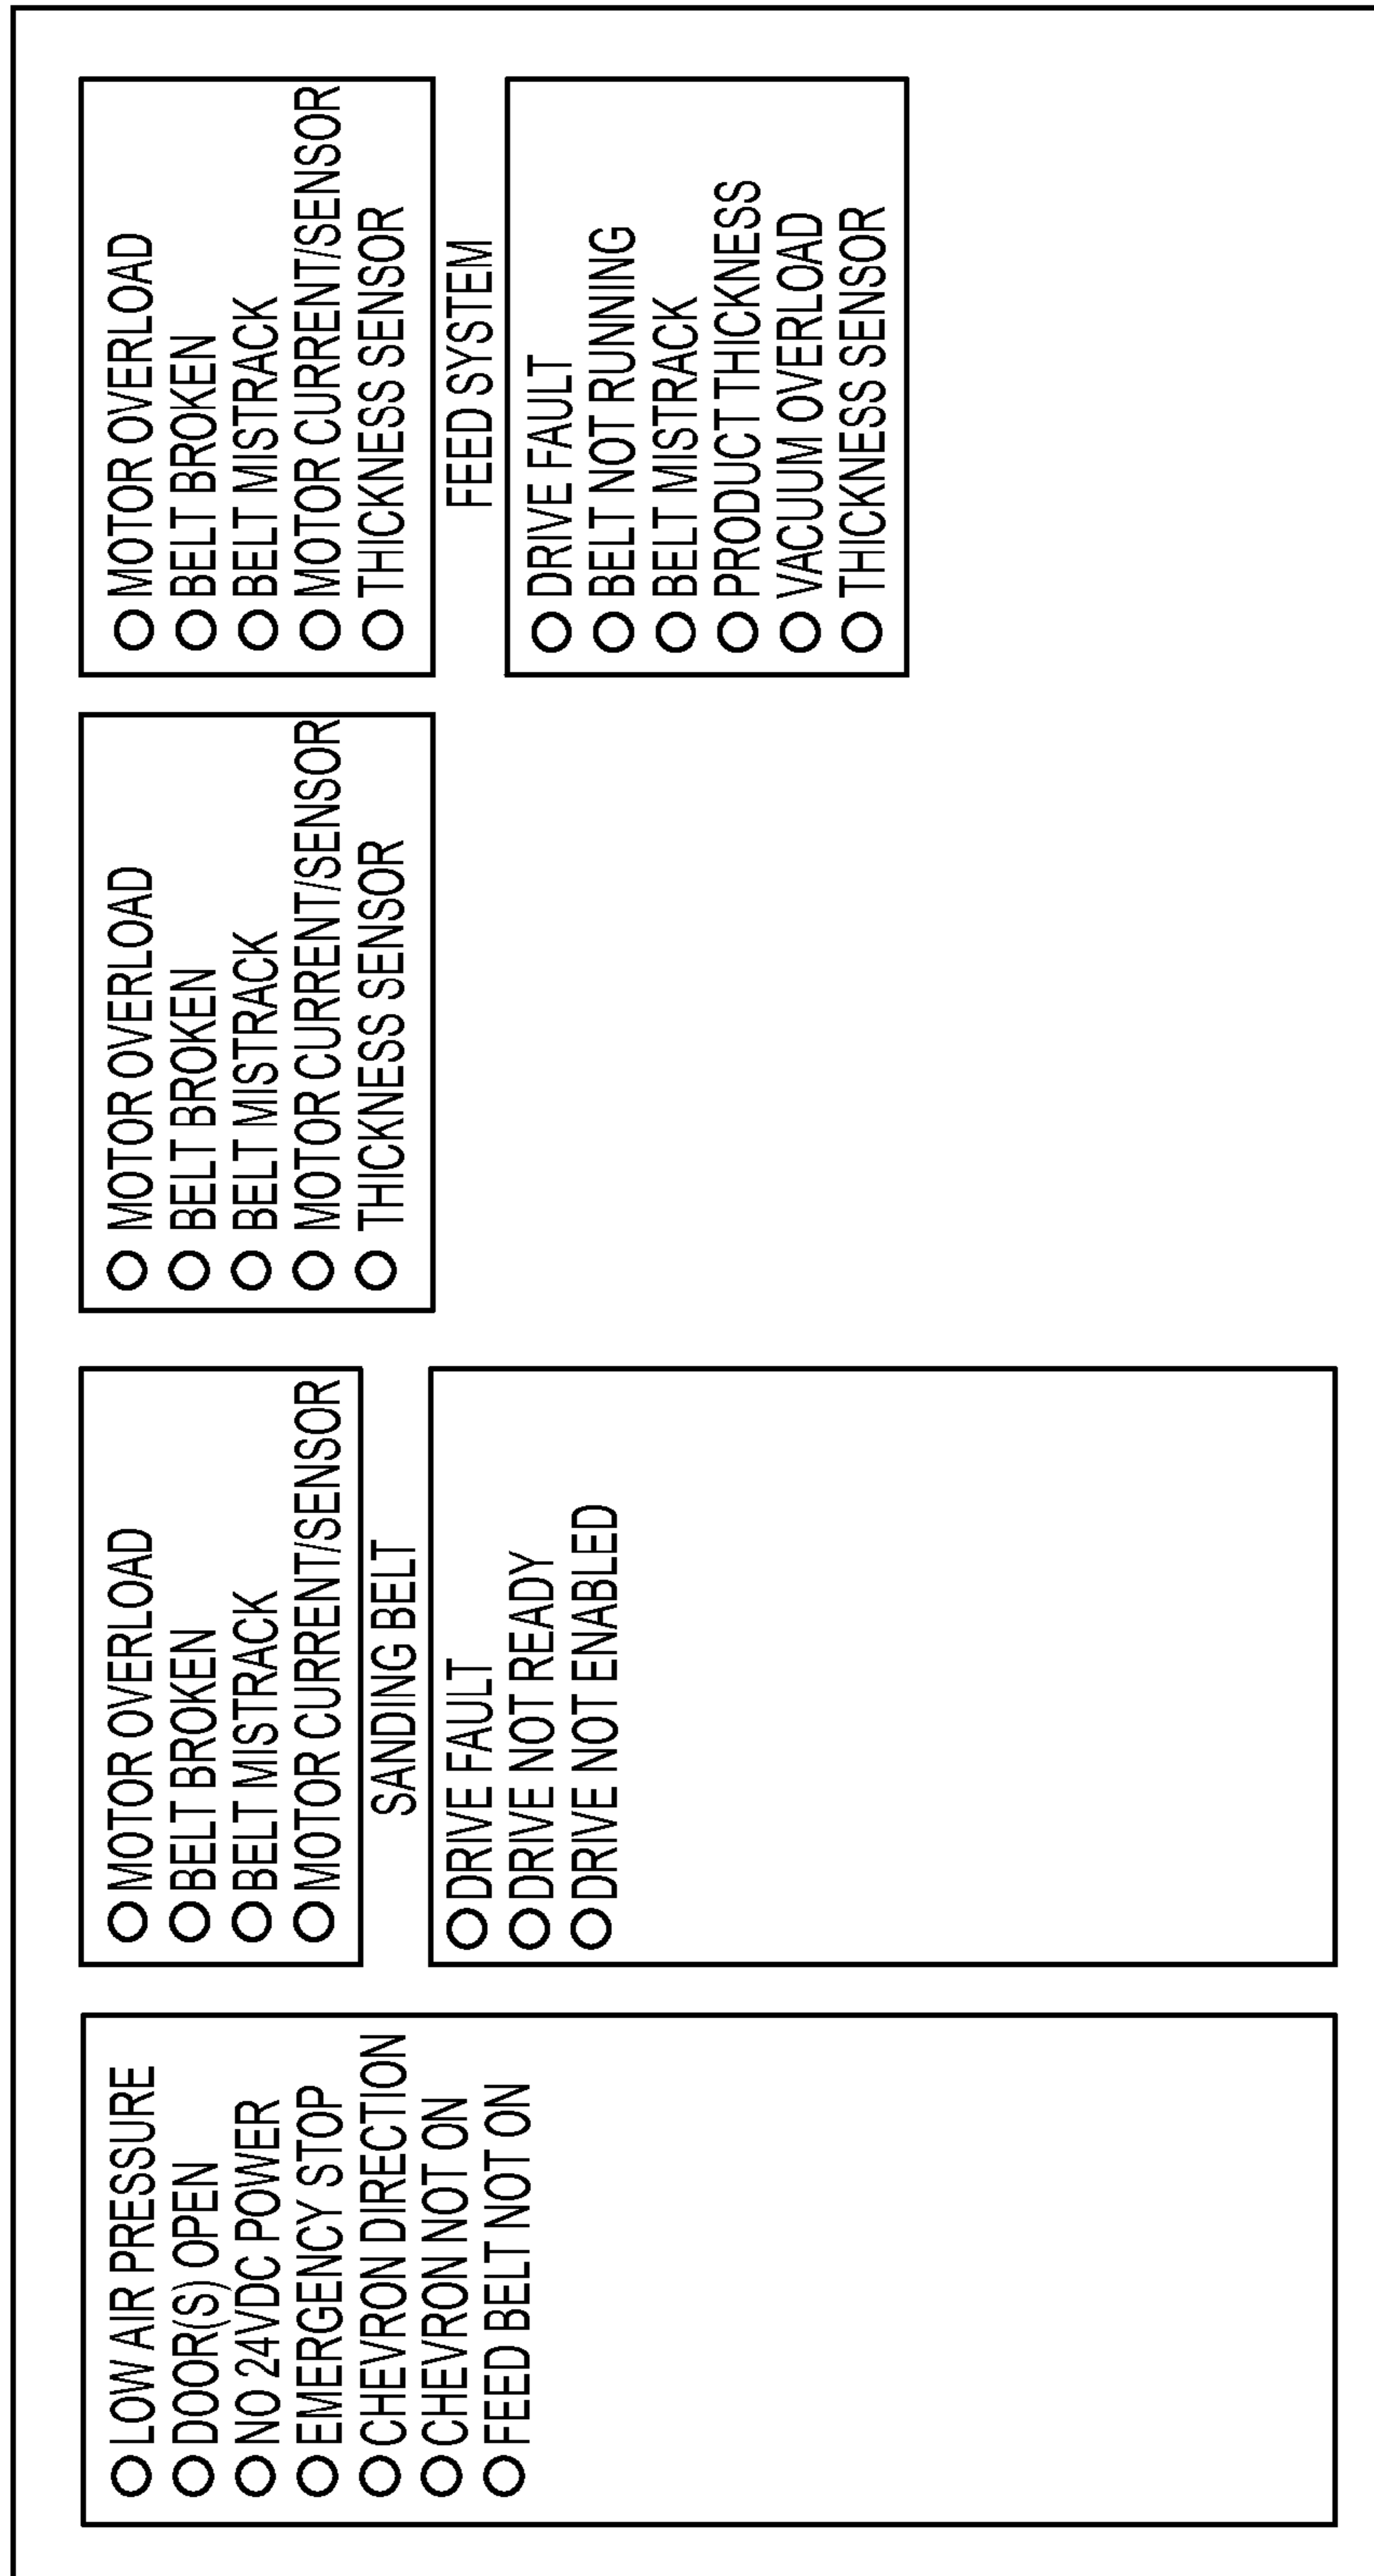 LOW AIR PRESSURE
DOOR(S) OPEN
NO 24VDC POWER
EMERGENCY STOP
CHEVRON DIRECTION
CHEVRON NOT ON
FEED BELT NOT ON
MOTOR OVERLOAD
BELT BROKEN
BELT MISTRACK
MOTOR CURRENT/SENSOR
SANDING BELT
DRIVE FAULT
DRIVE NOT READY
DRIVE NOT ENABLED
MOTOR OVERLOAD
BELT BROKEN
BELT MISTRACK
MOTOR CURRENT/SENSOR
THICKNESS SENSOR
MOTOR OVERLOAD
BELT BROKEN
BELT MISTRACK
MOTOR CURRENT/SENSOR
THICKNESS SENSOR
FEED SYSTEM
DRIVE FAULT
BELT NOT RUNNING
BELT MISTRACK
PRODUCT THICKNESS
VACUUM OVERLOAD
THICKNESS SENSOR